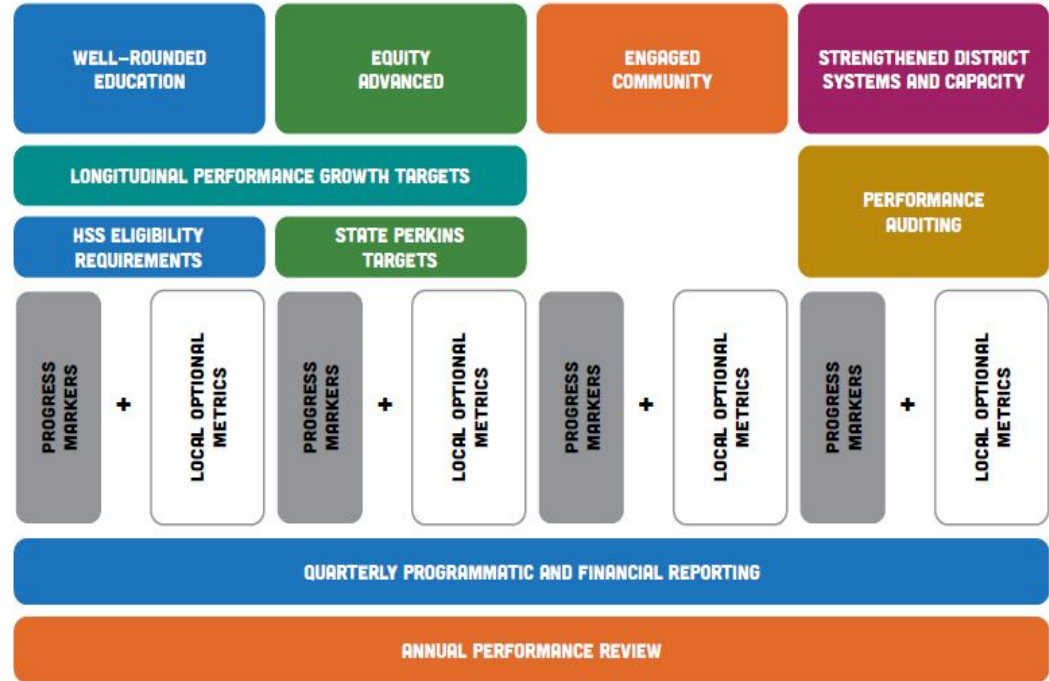 WELL-ROUNDED
EDUCATION
EQUITY
ADVANCED
ENGAGED
COMMUNITY
STRENGTHENED DISTRICT
SYSTEMS AND CAPACITY
LONGITUDINAL PERFORMANCE GROWTH TARGETS
PERFORMANCE
AUDITING
HSS ELIGIBILITY
REQUIREMENTS
STATE PERKINS
TARGETS
PROGRESS
MARKERS
+
LOCAL OPTIONAL
METRICS
PROGRESS
MARKERS
+
LOCAL OPTIONAL
METRICS
PROGRESS
MARKERS
+
LOCAL OPTIONAL
METRICS
PROGRESS
MARKERS
+
LOCAL OPTIONAL
METRICS
QUARTERLY PROGRAMMATIC AND FINANCIAL REPORTING
ANNUAL PERFORMANCE REVIEW